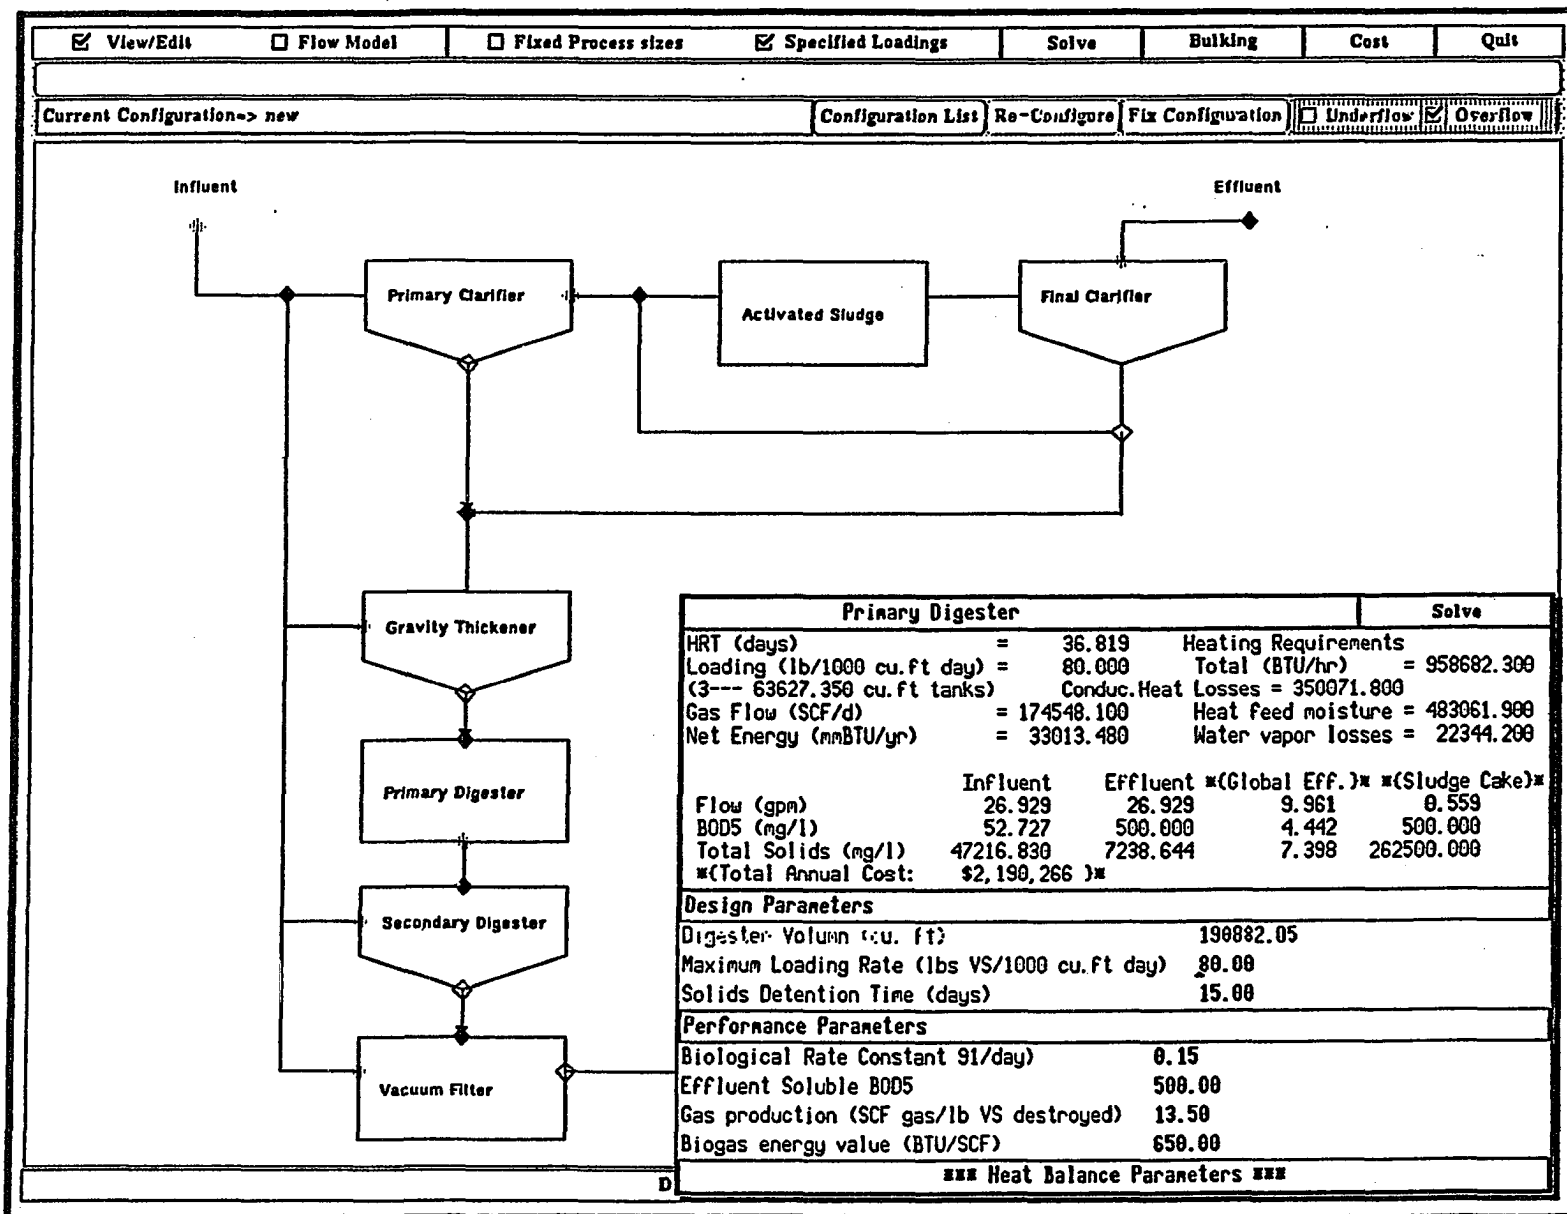 View/Edit Flow Model Fixed Process sizes Specified Loadings Solve Bulking Cost Quit
Current Configuration=> new Configuration List Re-Configure Fix Configuration Underflow Overflow
Influent Effluent
Primary Clarifier Final Clarifier
Activated Sludge
Gravity Thickener
Primary Digester
Secondary Digester
Vacuum Filter
Primary Digester Solve
HRT (days) = 36.819 Heating Requirements
Loading (lb/1000 cu.ft day) = 80.000 Total (BTU/hr) = 958682.300
(3--- 63627.350 cu.ft tanks) Conduc.Heat Losses = 350071.800
Gas Flow (SCF/d) = 174548.100 Heat feed moisture = 483061.900
Net Energy (mmBTU/yr) = 33013.480 Water vapor losses = 22344.200
Influent Effluent *(Global Eff.)* *(Sludge Cake)*
Flow (gpm) 26.929 26.929 9.961 0.559
BOD5 (mg/l) 52.727 500.000 4.442 500.000
Total Solids (mg/l) 47216.830 7238.644 7.398 262500.000
*(Total Annual Cost: $2,190,266 )*
Design Parameters
Digester Volumn (cu. ft) 190882.05
Maximum Loading Rate (lbs VS/1000 cu.ft day) 80.00
Solids Detention Time (days) 15.00
Performance Parameters
Biological Rate Constant 91/day) 0.15
Effluent Soluble BOD5 500.00
Gas production (SCF gas/lb VS destroyed) 13.50
Biogas energy value (BTU/SCF) 650.00
D *** Heat Balance Parameters ***